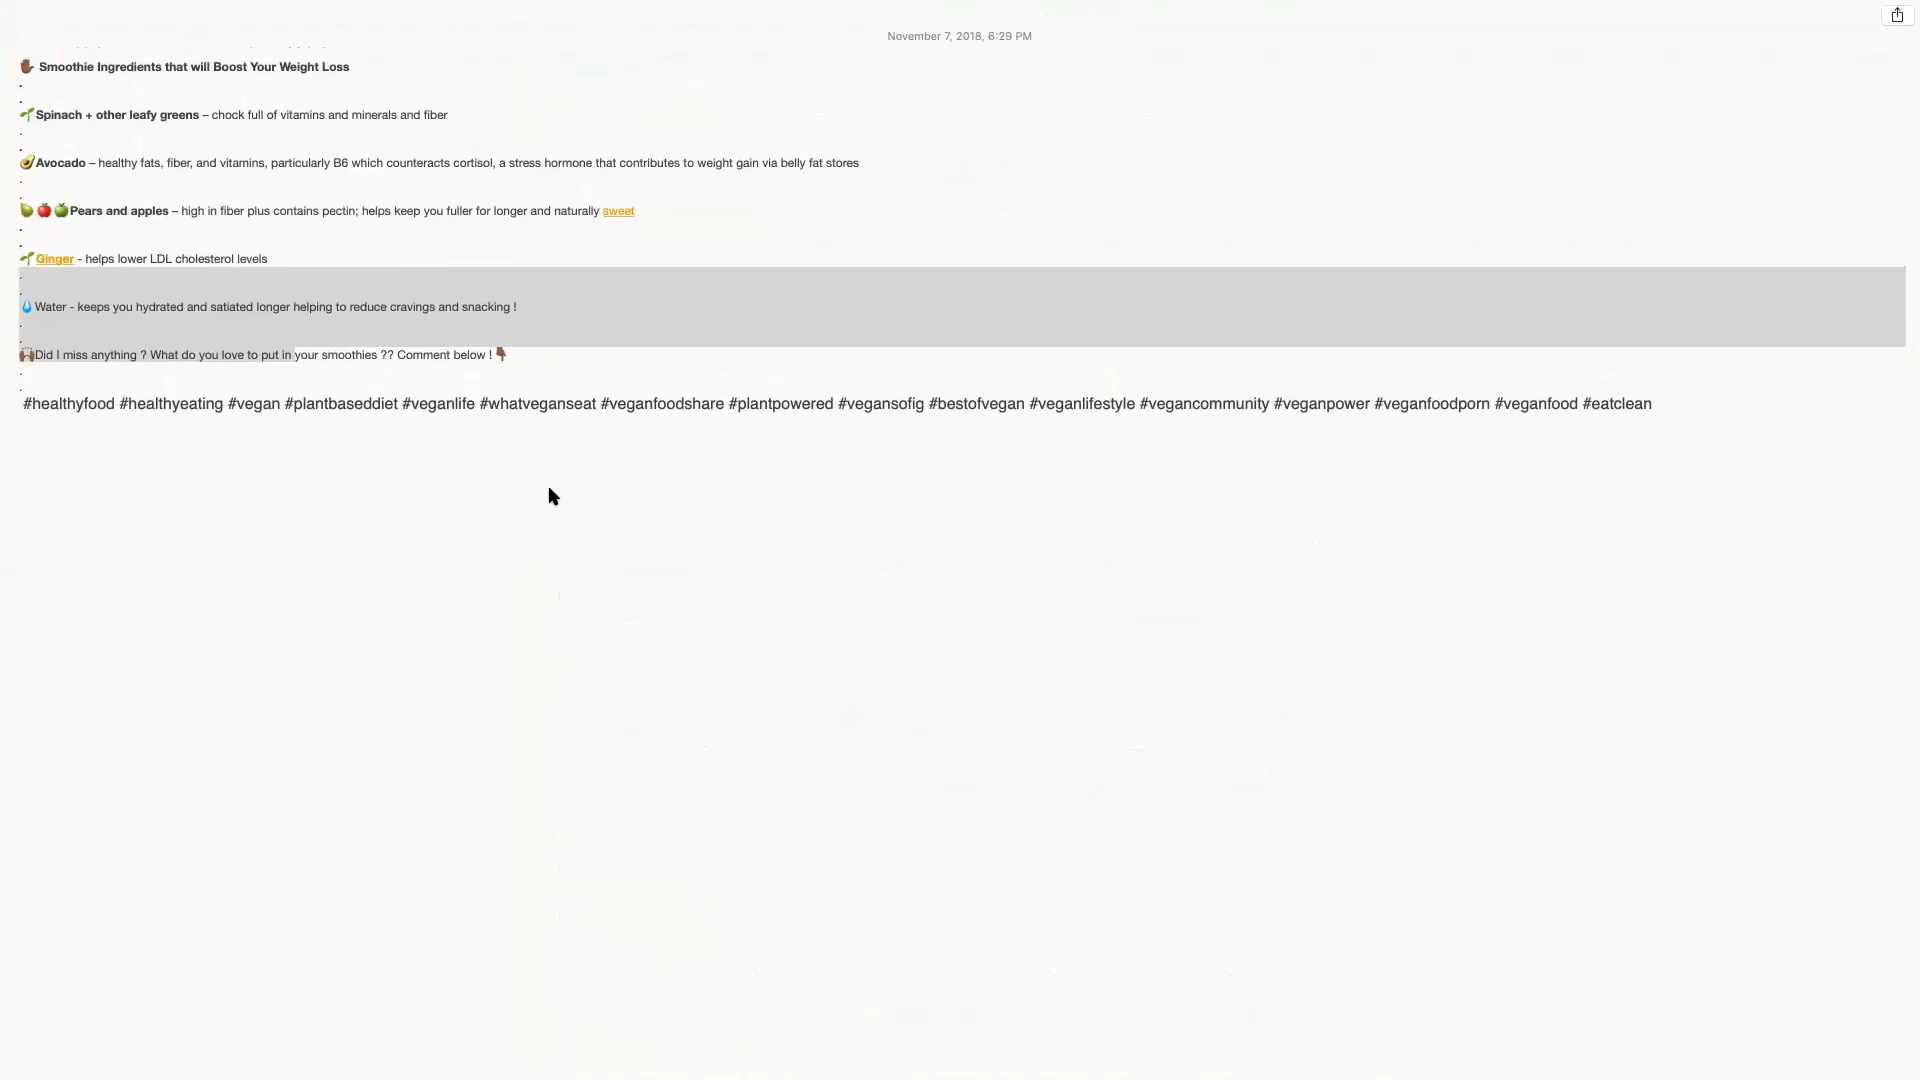 November 7, 2018, 6:29 PM
🖐🏾 Smoothie Ingredients that will Boost Your Weight Loss
.
.
🌱Spinach + other leafy greens – chock full of vitamins and minerals and fiber
.
.
🥑Avocado – healthy fats, fiber, and vitamins, particularly B6 which counteracts cortisol, a stress hormone that contributes to weight gain via belly fat stores
.
.
🍐🍎🍏Pears and apples – high in fiber plus contains pectin; helps keep you fuller for longer and naturally sweet
.
.
🌱Ginger - helps lower LDL cholesterol levels
.
.
💧Water - keeps you hydrated and satiated longer helping to reduce cravings and snacking !
.
.
🙌🏾Did I miss anything ? What do you love to put in your smoothies ?? Comment below !👇🏾
.
.
#healthyfood #healthyeating #vegan #plantbaseddiet #veganlife #whatveganseat #veganfoodshare #plantpowered #vegansofig #bestofvegan #veganlifestyle #vegancommunity #veganpower #veganfoodporn #veganfood #eatclean